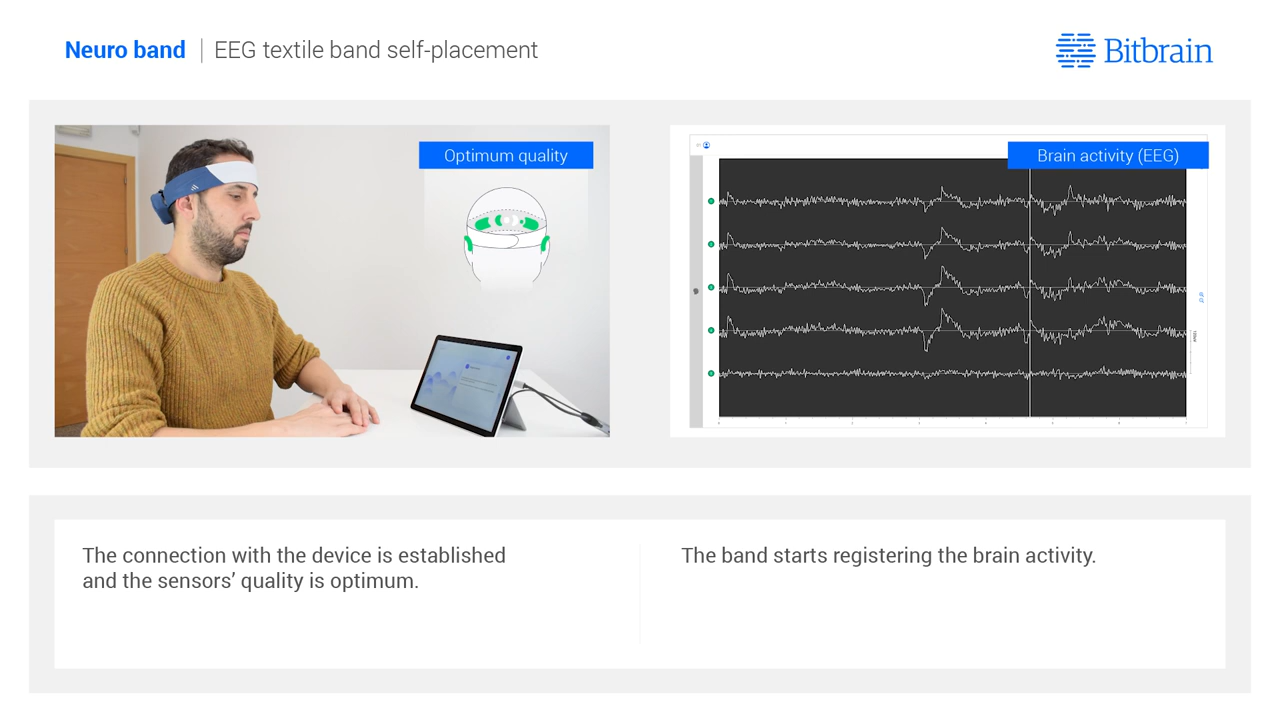 Neuro band | EEG textile band self-placement
Bitbrain
Optimum quality
Brain activity (EEG)
The connection with the device is established
and the sensors’ quality is optimum.
The band starts registering the brain activity.